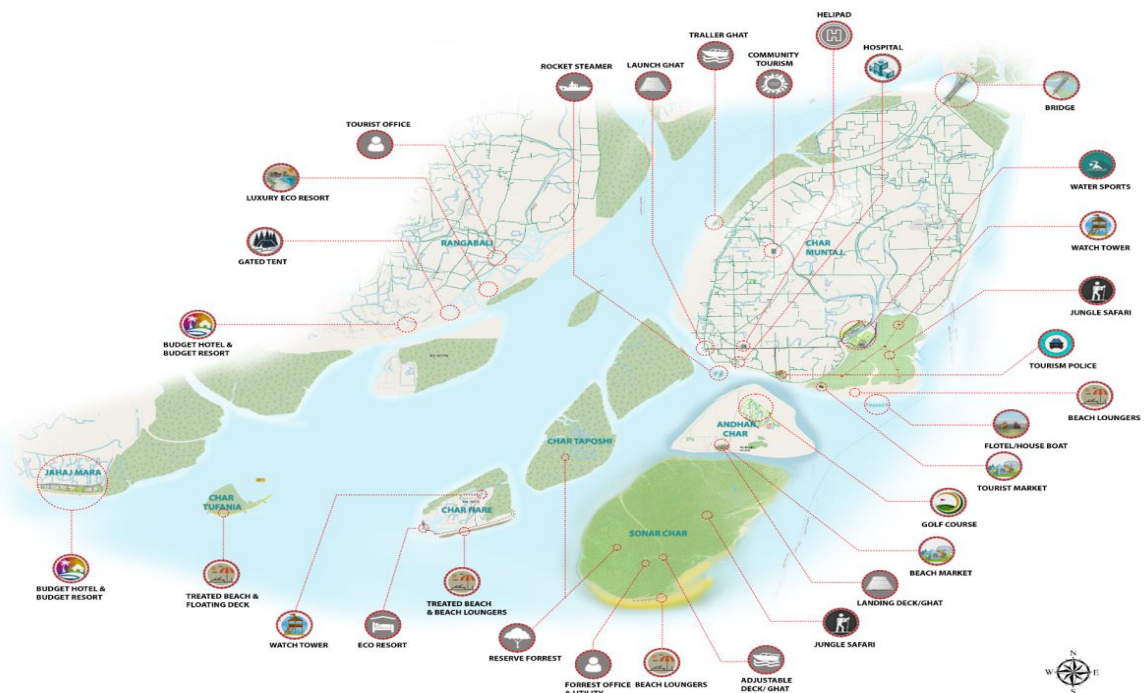 HELIPAD
TRALLER GHAT
HOSPITAL
COMMUNITY
TOURISM
ROCKET STEAMER
LAUNCH GHAT
BRIDGE
TOURIST OFFICE
WATER SPORTS
LUXURY ECO RESORT
WATCH TOWER
RANGABALI
CHAR
MUNTAJ
GATED TENT
JUNGLE SAFARI
BUDGET HOTEL &
BUDGET RESORT
TOURISM POLICE
BEACH LOUNGERS
ANDHAR
CHAR
FLOTEL/HOUSE BOAT
CHAR TAPOSHI
JAHAJ MARA
TOURIST MARKET
CHAR
TUFANIA
CHAR HARE
GOLF COURSE
SONAR CHAR
BEACH MARKET
BUDGET HOTEL &
BUDGET RESORT
TREATED BEACH &
FLOATING DECK
TREATED BEACH
& BEACH LOUNGERS
LANDING DECK/GHAT
WATCH TOWER
ECO RESORT
JUNGLE SAFARI
RESERVE FORREST
FORREST OFFICE
& UTILITY
BEACH LOUNGERS
ADJUSTABLE
DECK/ GHAT
N
W
E
S